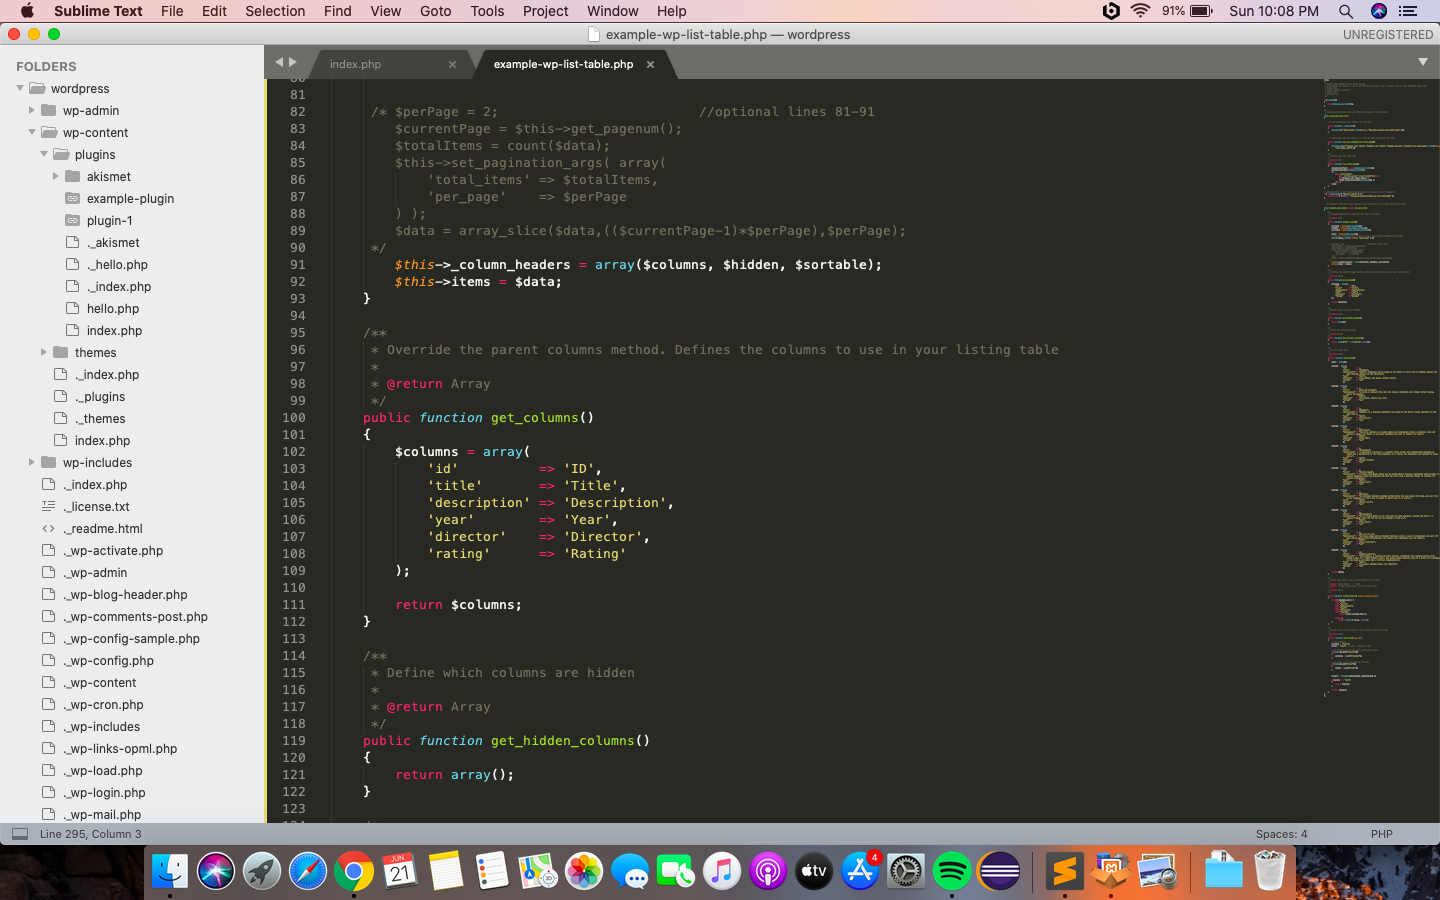 Sublime Text File Edit Selection Find View Goto Tools Project Window Help 91% Sun 10:08 PM
example-wp-list-table.php — wordpress UNREGISTERED
FOLDERS
wordpress
wp-admin
wp-content
plugins
akismet
example-plugin
plugin-1
._akismet
._hello.php
._index.php
hello.php
index.php
themes
._index.php
._plugins
._themes
index.php
wp-includes
._index.php
._license.txt
._readme.html
._wp-activate.php
._wp-admin
._wp-blog-header.php
._wp-comments-post.php
._wp-config-sample.php
._wp-config.php
._wp-content
._wp-cron.php
._wp-includes
._wp-links-opml.php
._wp-load.php
._wp-login.php
._wp-mail.php
index.php × example-wp-list-table.php ×
80
81
82 /* $perPage = 2; //optional lines 81-91
83 $currentPage = $this->get_pagenum();
84 $totalItems = count($data);
85 $this->set_pagination_args( array(
86 'total_items' => $totalItems,
87 'per_page' => $perPage
88 ) );
89 $data = array_slice($data,(($currentPage-1)*$perPage),$perPage);
90 */
91 $this->_column_headers = array($columns, $hidden, $sortable);
92 $this->items = $data;
93 }
94
95 /**
96 * Override the parent columns method. Defines the columns to use in your listing table
97 *
98 * @return Array
99 */
100 public function get_columns()
101 {
102 $columns = array(
103 'id' => 'ID',
104 'title' => 'Title',
105 'description' => 'Description',
106 'year' => 'Year',
107 'director' => 'Director',
108 'rating' => 'Rating'
109 );
110
111 return $columns;
112 }
113
114 /**
115 * Define which columns are hidden
116 *
117 * @return Array
118 */
119 public function get_hidden_columns()
120 {
121 return array();
122 }
123
Line 295, Column 3 Spaces: 4 PHP
JUN
21
tv
4